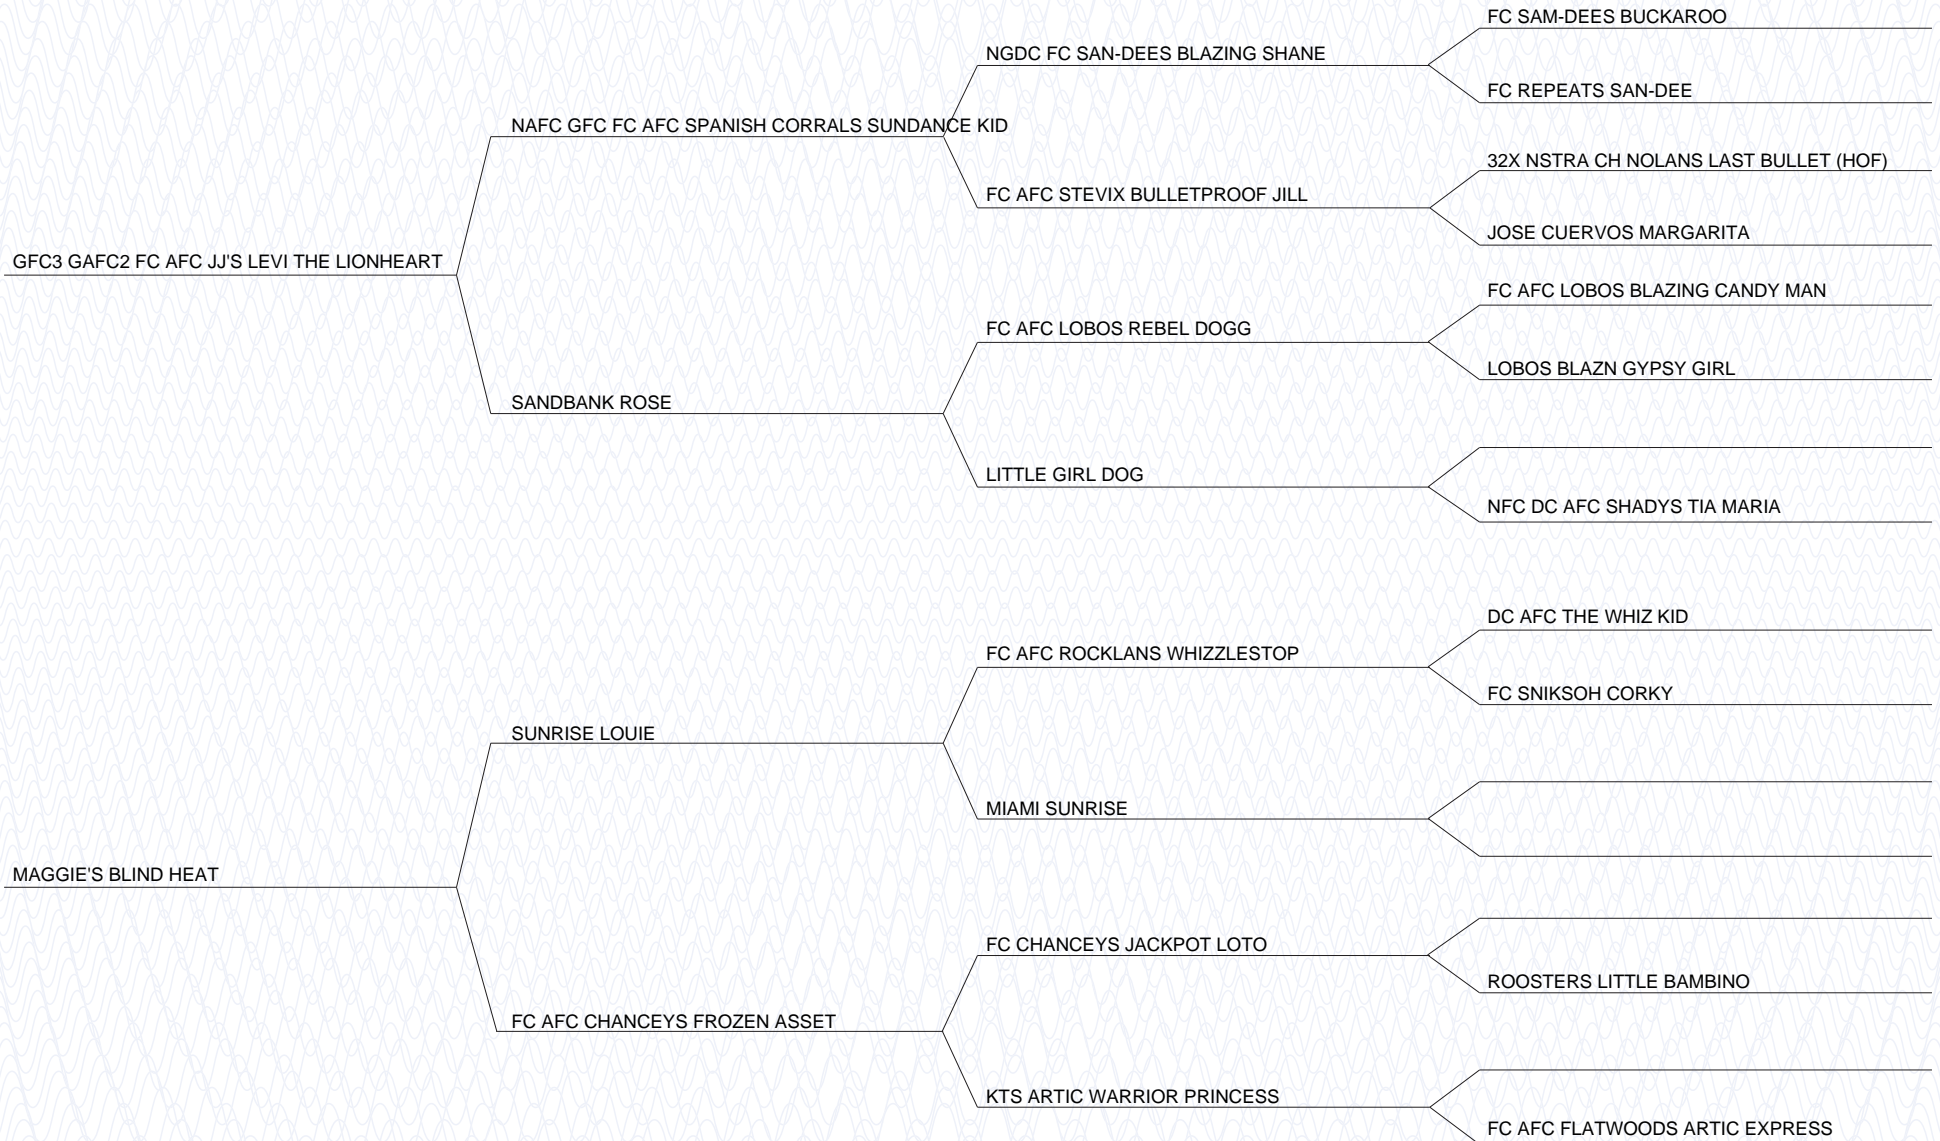 FC SAM-DEES BUCKAROO
NGDC FC SAN-DEES BLAZING SHANE
FC REPEATS SAN-DEE
NAFC GFC FC AFC SPANISH CORRALS SUNDANCE KID
32X NSTRA CH NOLANS LAST BULLET (HOF)
FC AFC STEVIX BULLETPROOF JILL
JOSE CUERVOS MARGARITA
GFC3 GAFC2 FC AFC JJ'S LEVI THE LIONHEART
FC AFC LOBOS BLAZING CANDY MAN
FC AFC LOBOS REBEL DOGG
LOBOS BLAZN GYPSY GIRL
SANDBANK ROSE
LITTLE GIRL DOG
NFC DC AFC SHADYS TIA MARIA
DC AFC THE WHIZ KID
FC AFC ROCKLANS WHIZZLESTOP
FC SNIKSOH CORKY
SUNRISE LOUIE
MIAMI SUNRISE
MAGGIE'S BLIND HEAT
FC CHANCEYS JACKPOT LOTO
ROOSTERS LITTLE BAMBINO
FC AFC CHANCEYS FROZEN ASSET
KTS ARTIC WARRIOR PRINCESS
FC AFC FLATWOODS ARTIC EXPRESS